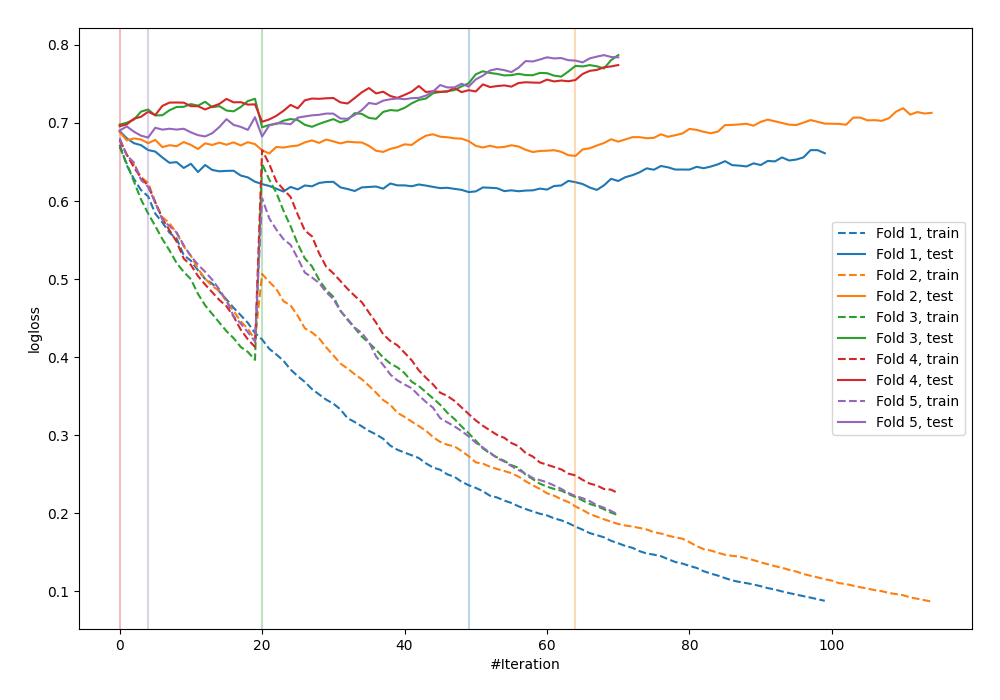 0.8
0.7
0.6
0.5
0.4
0.3
0.2
0.1
logloss
0
20
40
60
80
100
#Iteration
Fold 1, train
Fold 1, test
Fold 2, train
Fold 2, test
Fold 3, train
Fold 3, test
Fold 4, train
Fold 4, test
Fold 5, train
Fold 5, test